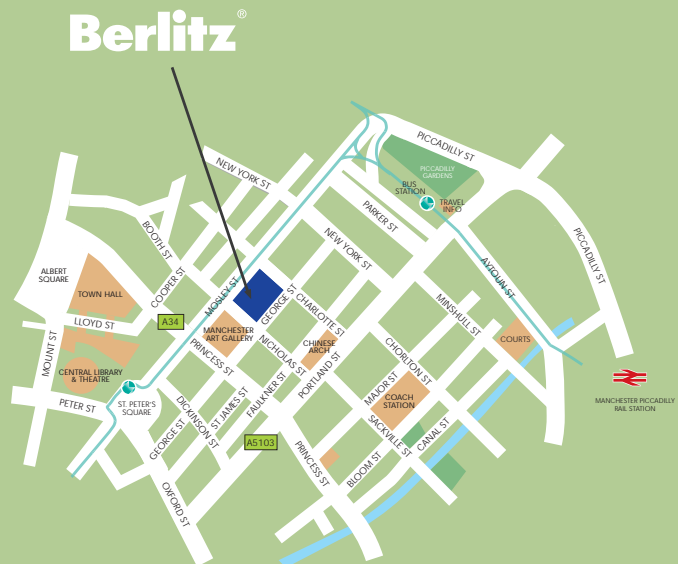 Berlitz®
PICCADILLY ST
NEW YORK ST
PICCADILLY
GARDENS
BUS
STATION
TRAVEL
INFO
PARKER ST
BOOTH ST
NEW YORK ST
PICCADILLY ST
ALBERT
SQUARE
COOPER ST
AYTOUN ST
TOWN HALL
MOSLEY ST
GEORGE ST
CHARLOTTE ST
MINSHULL ST
LLOYD ST
A34
MANCHESTER
ART GALLERY
CHINESE
ARCH
COURTS
MOUNT ST
PRINCESS ST
NICHOLAS ST
CHORLTON ST
CENTRAL LIBRARY
& THEATRE
PORTLAND ST
MAJOR ST
MANCHESTER PICCADILLY
RAIL STATION
FAULKNER ST
COACH
STATION
PETER ST
ST. PETER'S
SQUARE
ST JAMES ST
DICKINSON ST
GEORGE ST
SACKVILLE ST
CANAL ST
A5103
PRINCESS ST
BLOOM ST
OXFORD ST